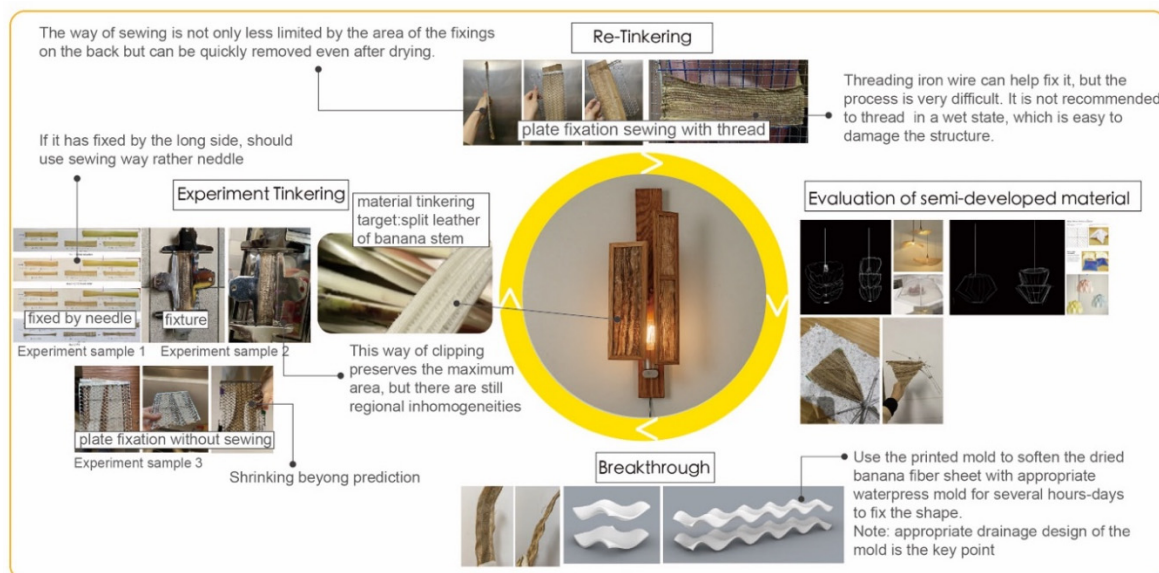 The way of sewing is not only less limited by the area of the fixings
on the back but can be quickly removed even after drying.
Re-Tinkering
plate fixation sewing with thread
Threading iron wire can help fix it, but the
process is very difficult. It is not recommended
to thread in a wet state, which is easy to
damage the structure.
If it has fixed by the long side, should
use sewing way rather neddle
Experiment Tinkering
material tinkering
target:split leather
of banana stem
Evaluation of semi-developed material
fixed by needle
fixture
Experiment sample 1
Experiment sample 2
This way of clipping
preserves the maximum
area, but there are still
regional inhomogeneities
plate fixation without sewing
Experiment sample 3
Shrinking beyong prediction
Breakthrough
Use the printed mold to soften the dried
banana fiber sheet with appropriate
waterpress mold for several hours-days
to fix the shape.
Note: appropriate drainage design of the
mold is the key point